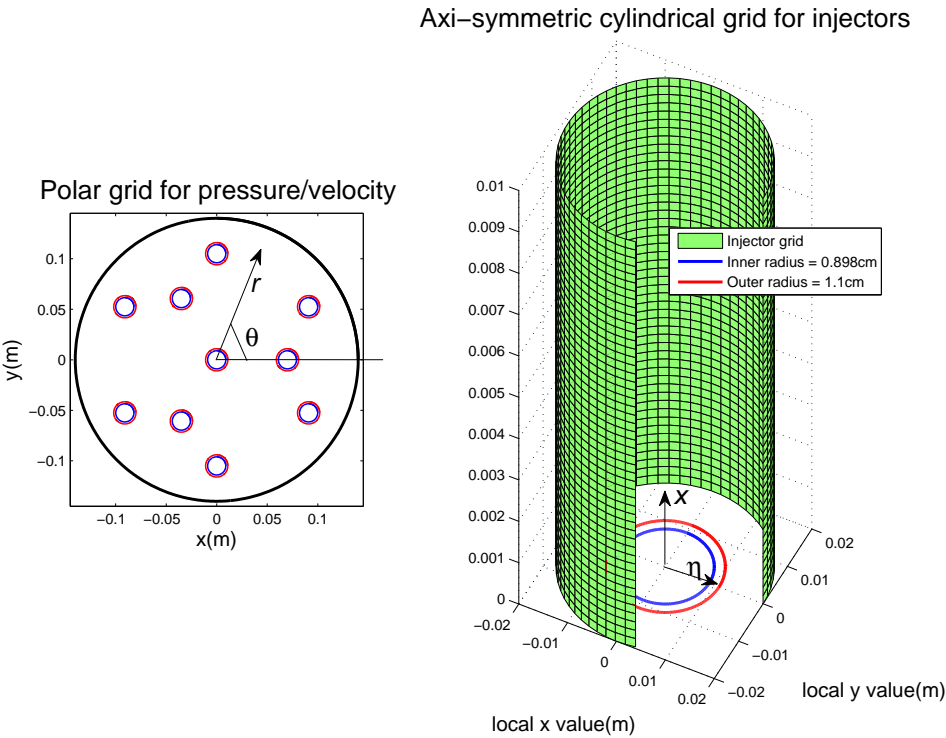 Axi−symmetric cylindrical grid for injectors
Polar grid for pressure/velocity
0.1
0.05
0
−0.05
−0.1
y(m)
−0.1
−0.05
0
0.05
0.1
x(m)
r
θ
0.01
0.009
0.008
0.007
0.006
0.005
0.004
0.003
0.002
0.001
0
Injector grid
Inner radius = 0.898cm
Outer radius = 1.1cm
x
η
−0.02
−0.01
0
0.01
0.02
local x value(m)
0.02
0.01
0
−0.01
−0.02
local y value(m)